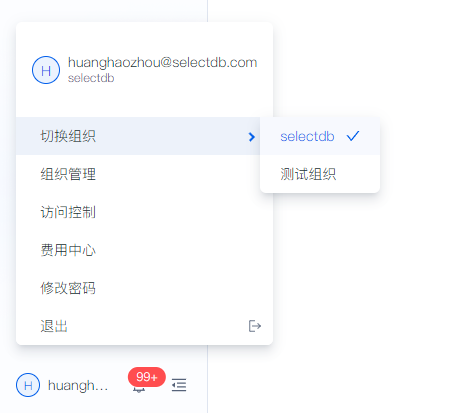 H
huanghaozhou@selectdb.com
selectdb
切换组织
selectdb
组织管理
测试组织
访问控制
费用中心
修改密码
退出
H
huangh...
99+